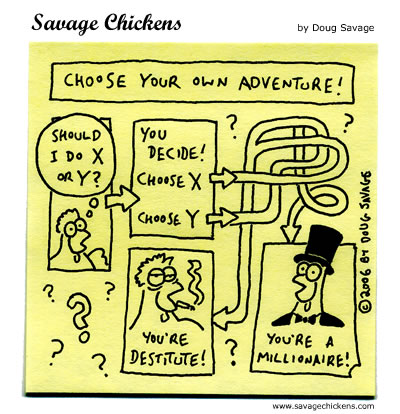 Savage Chickens
by Doug Savage
CHOOSE YOUR OWN ADVENTURE!
SHOULD
I DO X
OR Y?
YOU
DECIDE!
CHOOSE X
CHOOSE Y
?
?
YOU'RE
DESTITUTE!
YOU'RE A
MILLIONAIRE!
?
?
?
?
?
©2006 BY DOUG SAVAGE
www.savagechickens.com